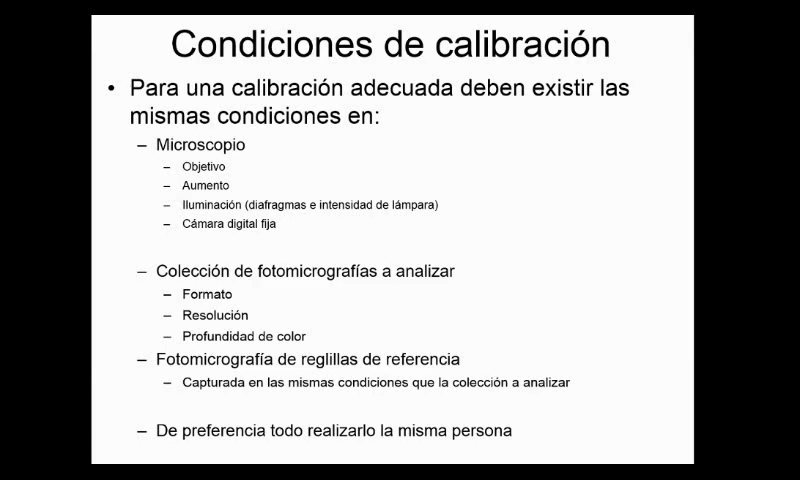 Condiciones de calibración
• Para una calibración adecuada deben existir las
mismas condiciones en:
– Microscopio
– Objetivo
– Aumento
– Iluminación (diafragmas e intensidad de lámpara)
– Cámara digital fija
– Colección de fotomicrografías a analizar
– Formato
– Resolución
– Profundidad de color
– Fotomicrografía de reglillas de referencia
– Capturada en las mismas condiciones que la colección a analizar
– De preferencia todo realizarlo la misma persona